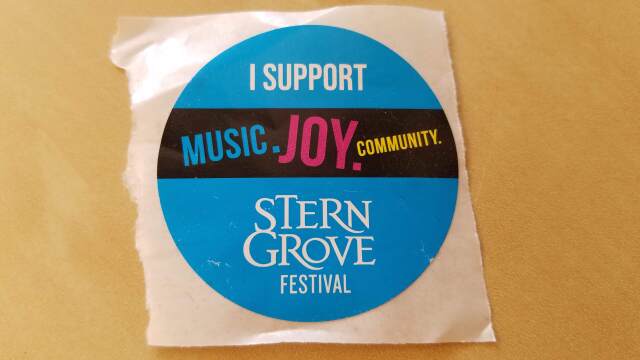 I SUPPORT
MUSIC. JOY. COMMUNITY.
STERN
GROVE
FESTIVAL